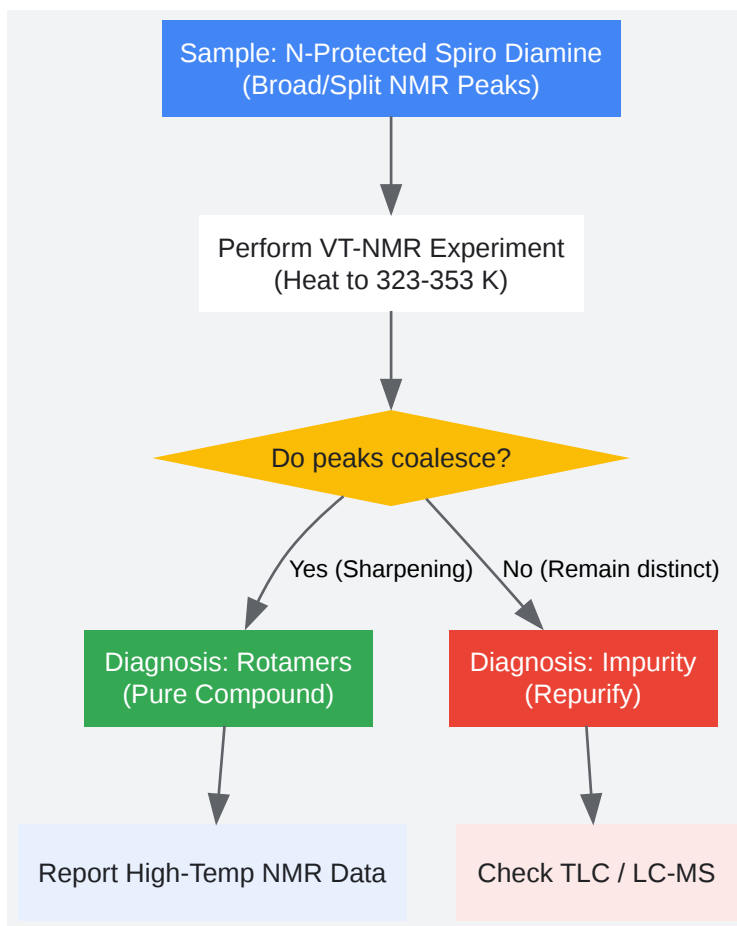 Sample: N-Protected Spiro Diamine
(Broad/Split NMR Peaks)
Perform VT-NMR Experiment
(Heat to 323-353 K)
Do peaks coalesce?
Yes (Sharpening)
No (Remain distinct)
Diagnosis: Rotamers
(Pure Compound)
Diagnosis: Impurity
(Repurify)
Report High-Temp NMR Data
Check TLC / LC-MS